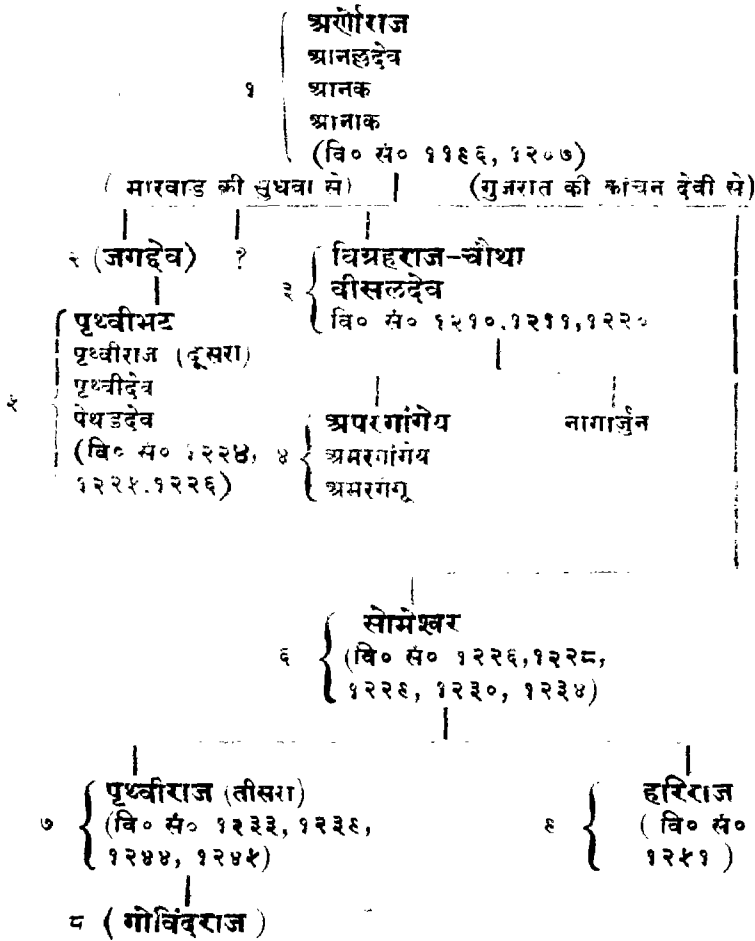 अर्णोराज
आनल्लदेव
१ आनक
आनाक
(वि० सं० ११९६, १२०७)
(मारवाड की सुधवा से) (गुजरात की कांचन देवी से)
२ (जगद्देव) ?
विग्रहराज-चौथा
३ वीसलदेव
वि० सं० १२१०.१२११,१२२०
पृथ्वीभट
पृथ्वीराज (दूसरा)
पृथ्वीदेव
५ पेथडदेव
(वि० सं० १२२४,
१२२५.१२२६)
अपरगांगेय
४ अमरगांगेय
अमरगंगू
नागार्जुन
सोमेश्वर
६ (वि० सं० १२२६,१२२८,
१२२९, १२३०, १२३४)
पृथ्वीराज (तीसरा)
७ (वि० सं० १२३३, १२३९,
१२४४, १२४५)
हरिराज
९ ( वि० सं०
१२५१ )
८ ( गोविंदराज )